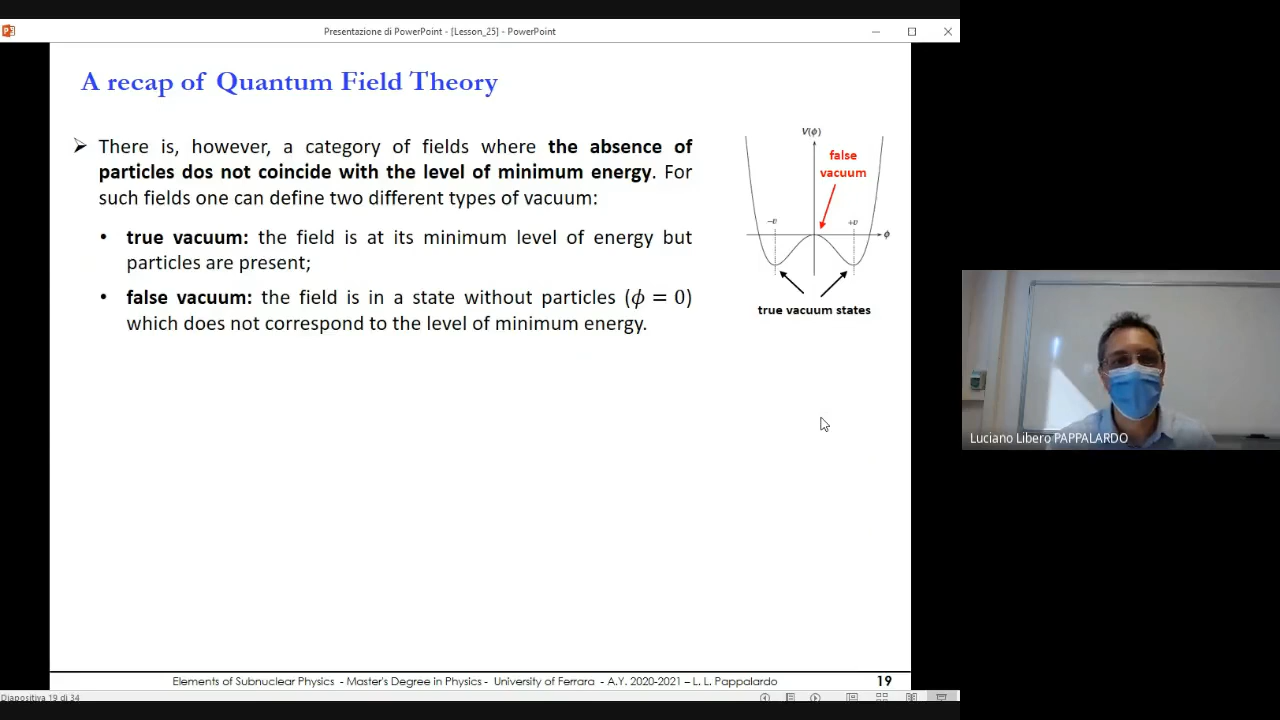 Presentazione di PowerPoint - [Lesson_25] - PowerPoint
A recap of Quantum Field Theory
There is, however, a category of fields where the absence of
particles dos not coincide with the level of minimum energy. For
such fields one can define two different types of vacuum:
• true vacuum: the field is at its minimum level of energy but
particles are present;
• false vacuum: the field is in a state without particles (ϕ = 0)
which does not correspond to the level of minimum energy.
V(ϕ)
false
vacuum
−υ
+υ
ϕ
true vacuum states
Luciano Libero PAPPALARDO
Elements of Subnuclear Physics - Master's Degree in Physics - University of Ferrara - A.Y. 2020-2021 – L. L. Pappalardo
19
Diapositiva 19 di 34